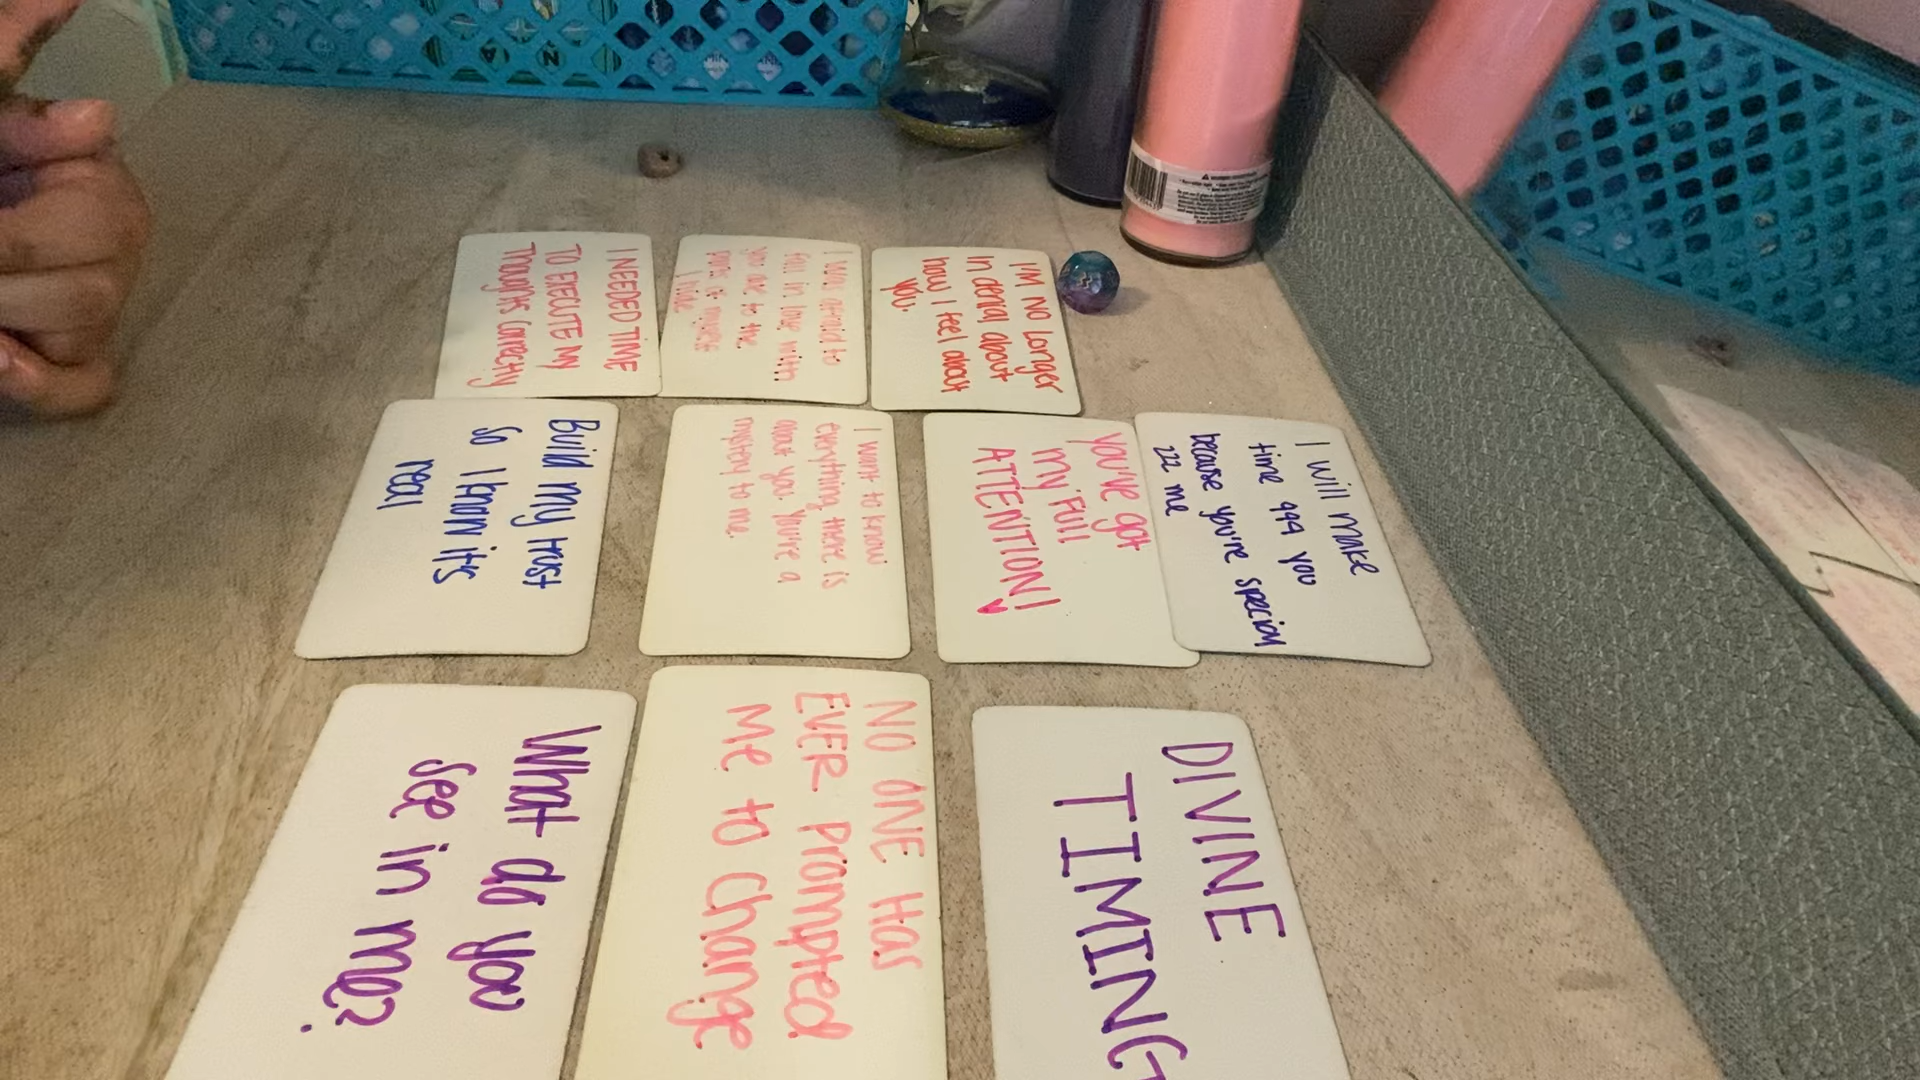 I NEEDED TIME
TO EXECUTE MY
Thoughts Correctly
I was afraid to
fall in love with
you due to the
pain of myself
I hide
I'M NO Longer
In denial about
how I feel about
you.
Build my trust
So I know it's
real
I want to know
everything there is
about you you're a
mystery to me
You've got
my Full
ATTENTION!
I will make
time 444 you
because you're special
222 me
What do you
see in me?
NO ONE HAS
EVER Prompted
Me to change
DIVINE
TIMING